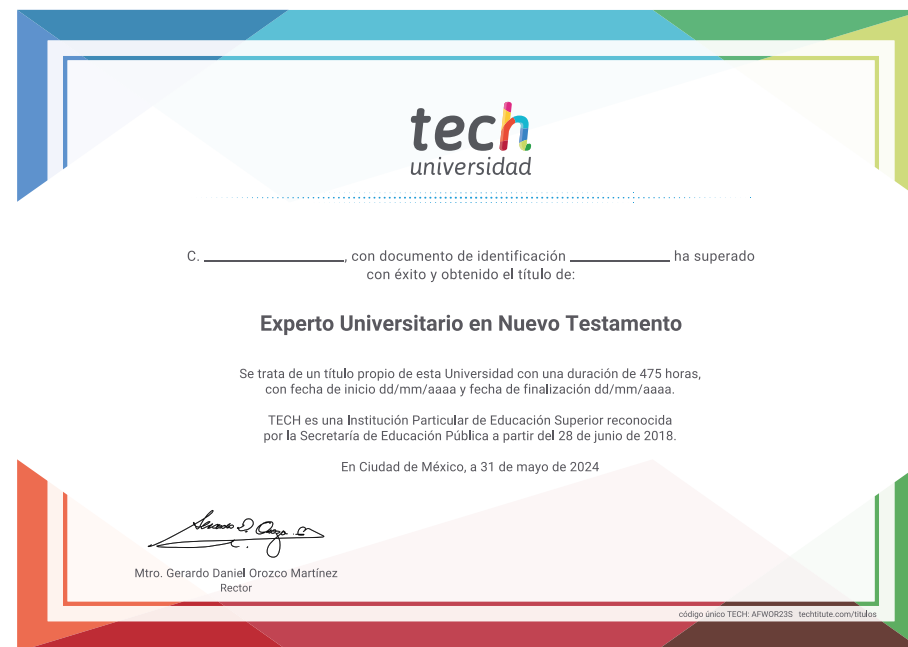 tech
universidad
C. ____________, con documento de identificación ____________ ha superado
con éxito y obtenido el título de:
Experto Universitario en Nuevo Testamento
Se trata de un título propio de esta Universidad con una duración de 475 horas,
con fecha de inicio dd/mm/aaaa y fecha de finalización dd/mm/aaaa.
TECH es una Institución Particular de Educación Superior reconocida
por la Secretaría de Educación Pública a partir del 28 de junio de 2018.
En Ciudad de México, a 31 de mayo de 2024
Mtro. Gerardo Daniel Orozco Martínez
Rector
código único TECH: AFWOR23S techtitute.com/titulos